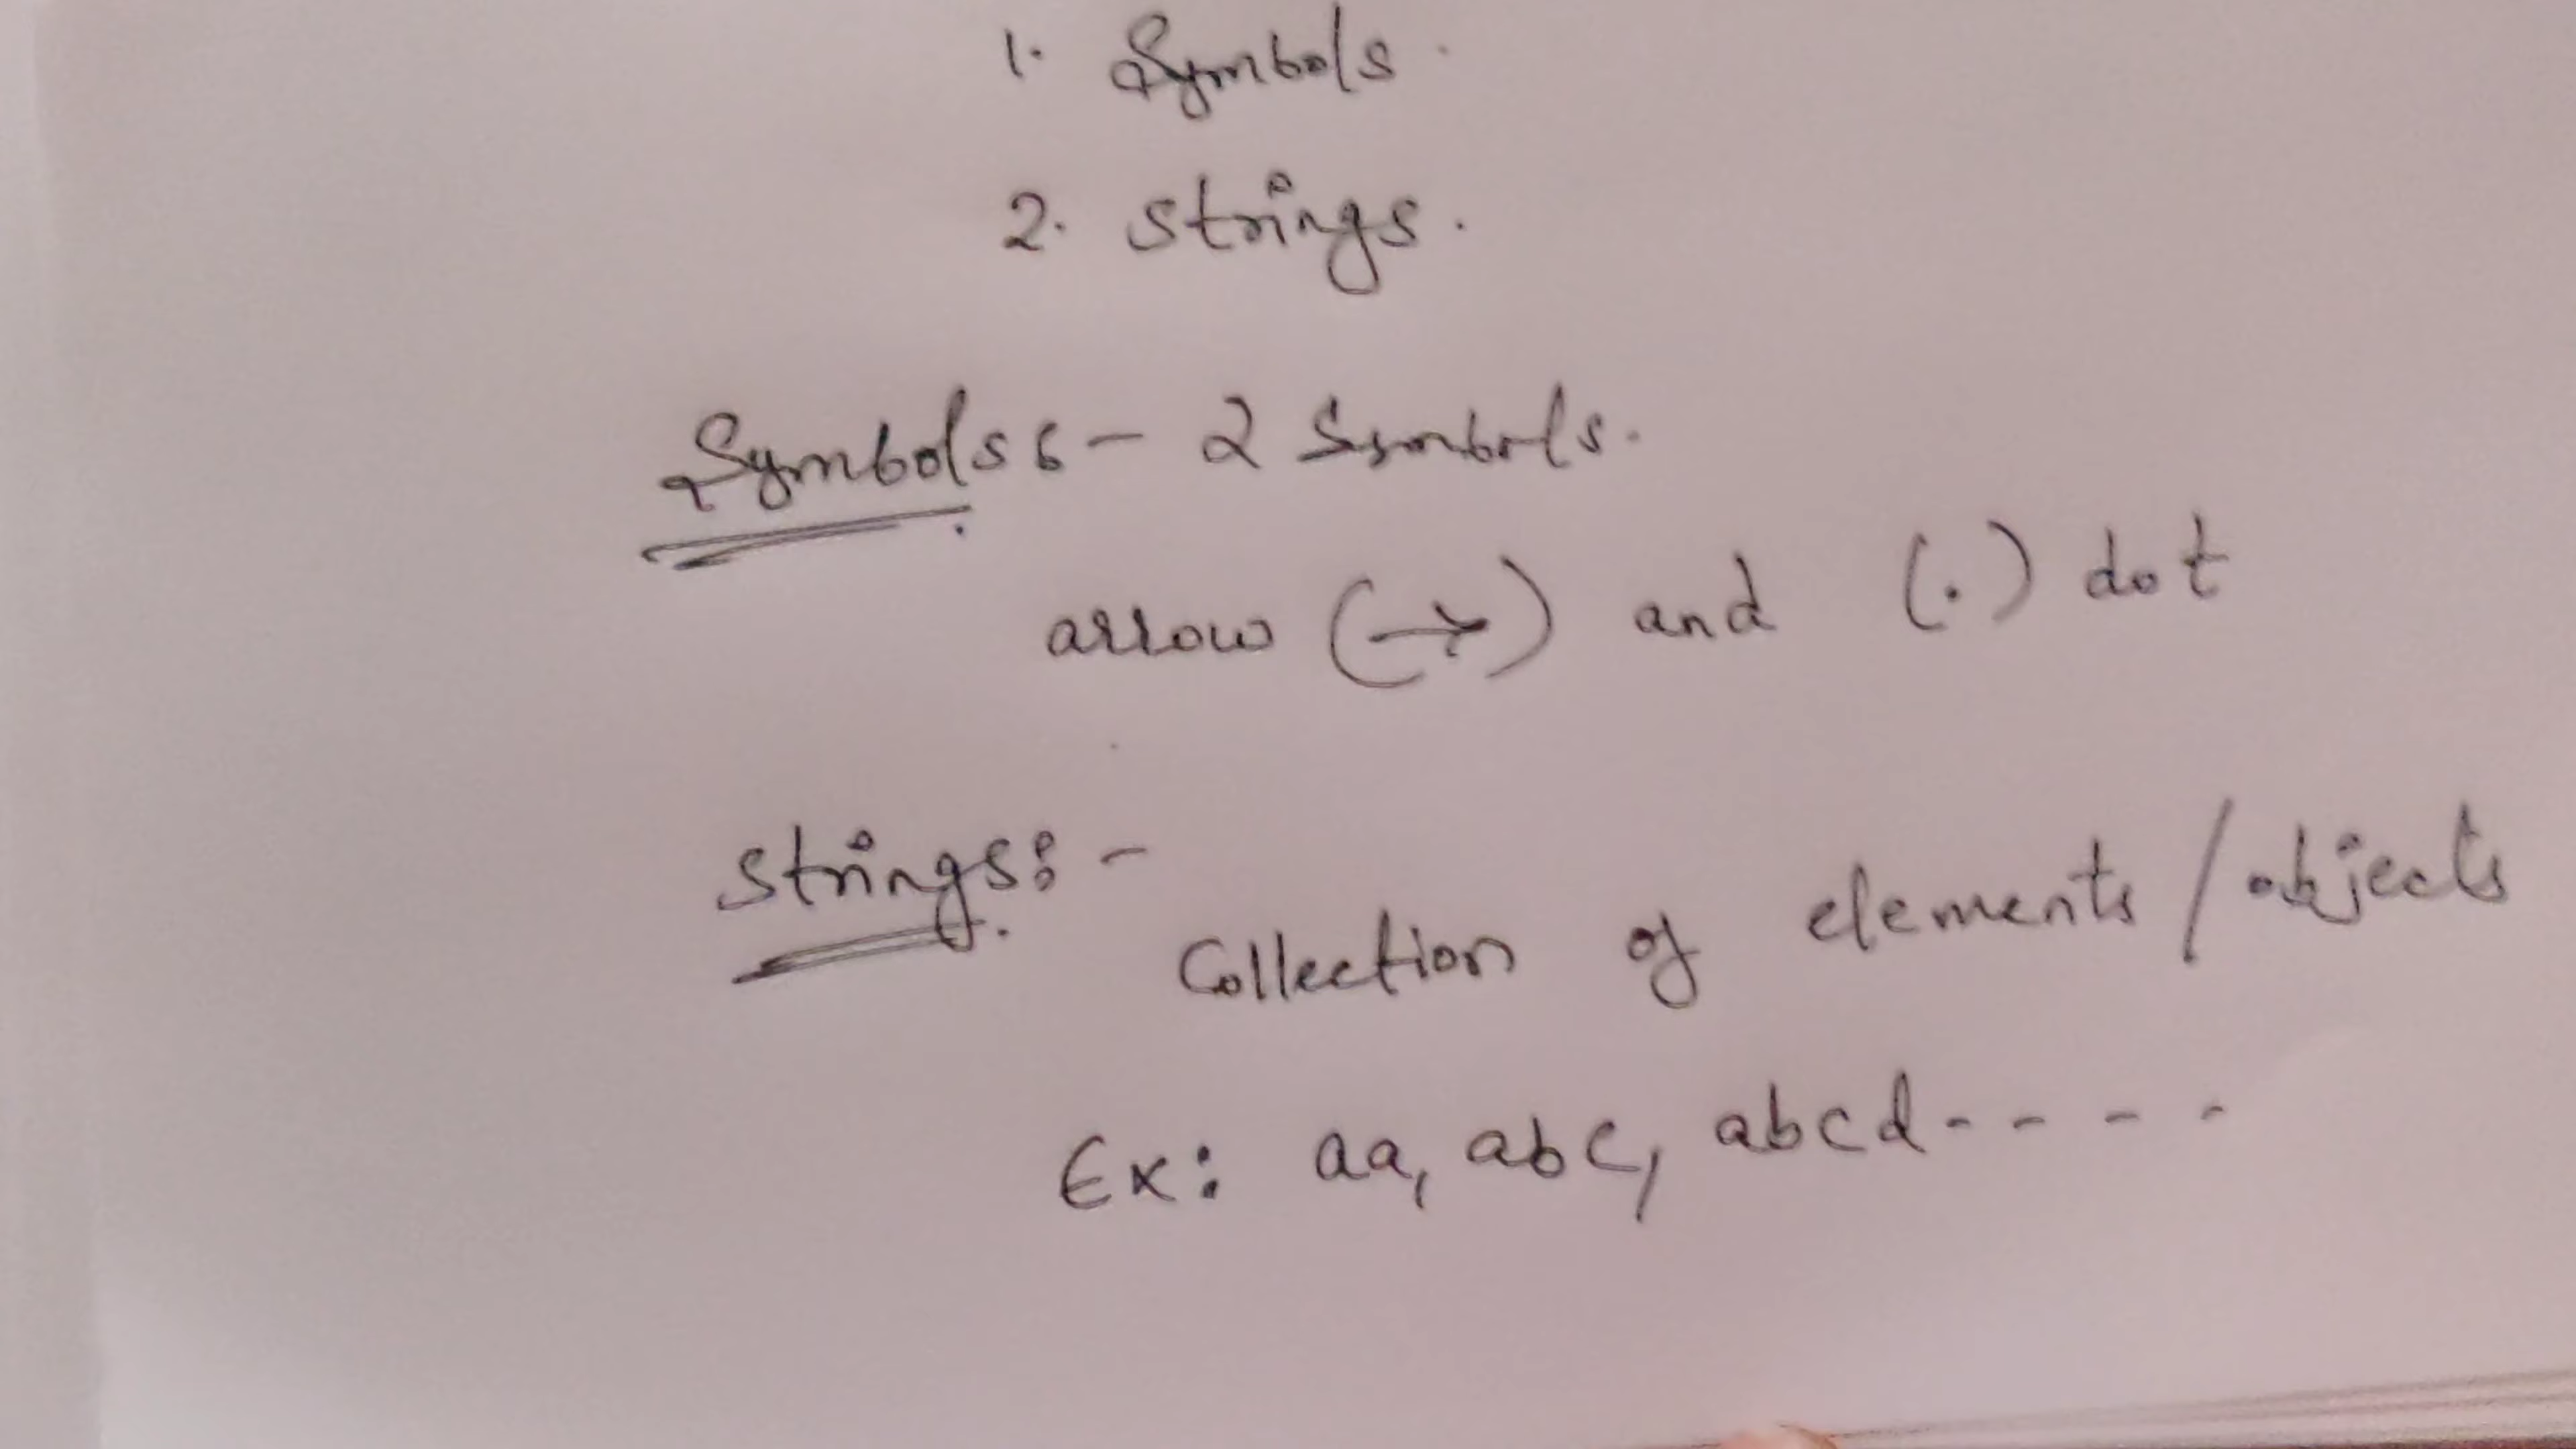 1. Symbols.
2. strings.
Symbols:- 2 Symbols.
arrow (→) and (.) dot
strings:-
Collection of elements/objects
Ex: aa, abc, abcd- - - -